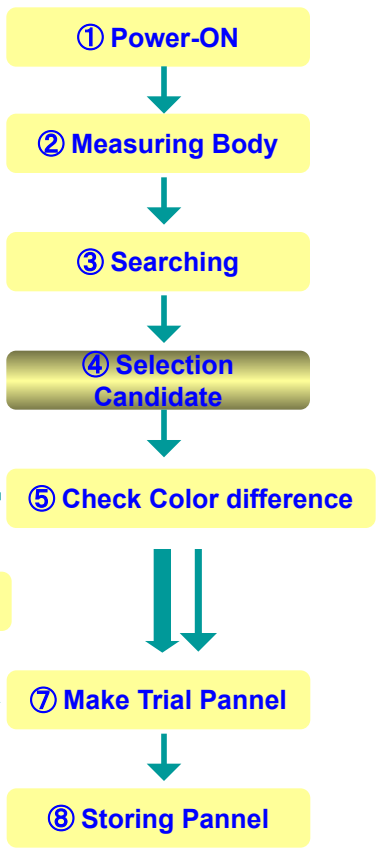 ① Power-ON
② Measuring Body
③ Searching
④ Selection
Candidate
⑤ Check Color difference
⑦ Make Trial Pannel
⑧ Storing Pannel